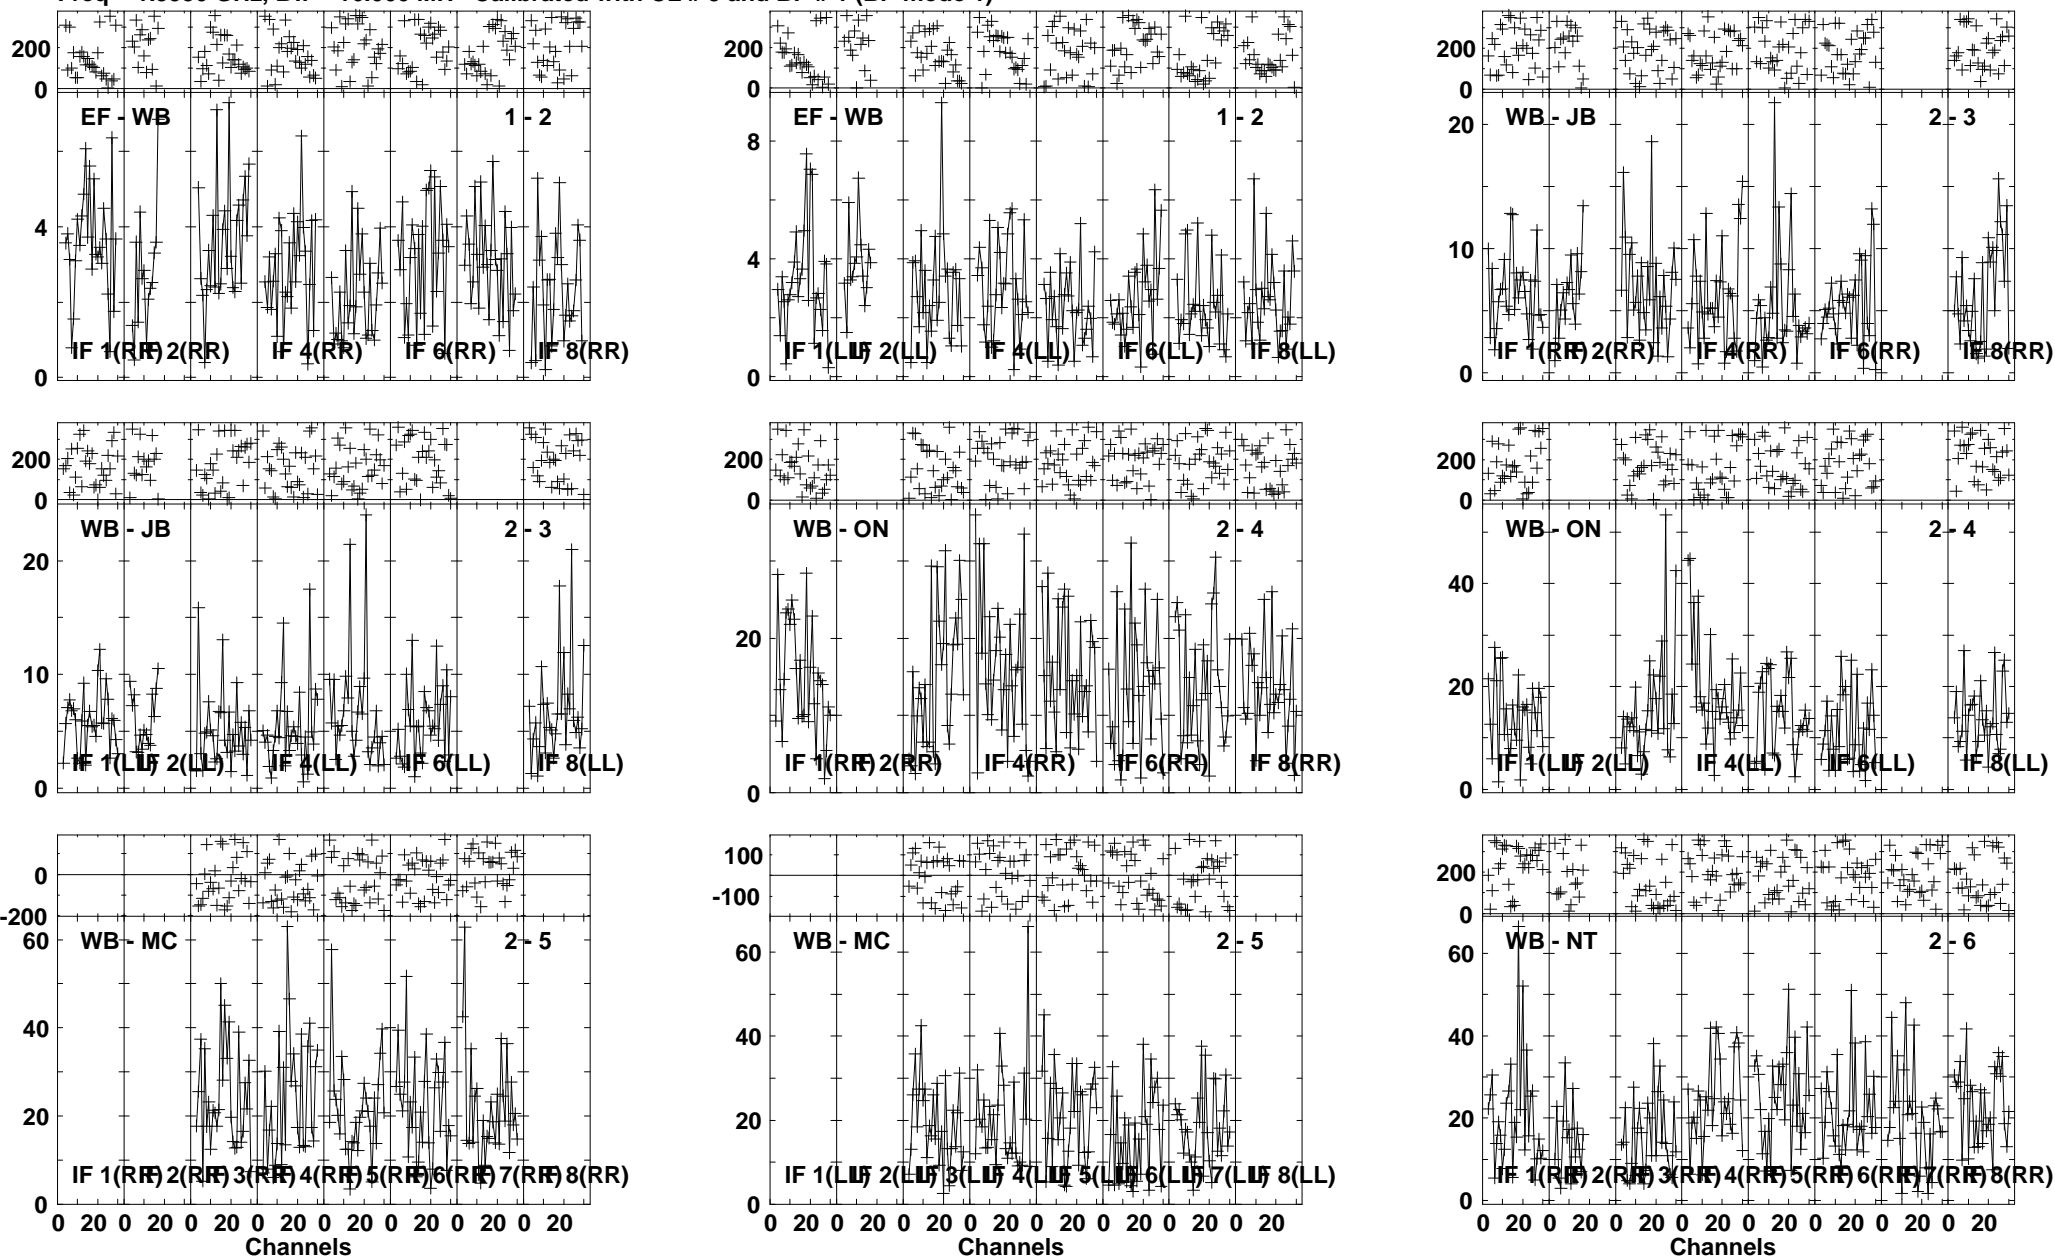 200
0
EF - WB 1 - 2
4
0
IF 1(RR) IF 2(RR) IF 4(RR) IF 6(RR) IF 8(RR)
200
0
EF - WB 1 - 2
8
4
0
IF 1(LL) IF 2(LL) IF 4(LL) IF 6(LL) IF 8(LL)
200
0
WB - JB 2 - 3
20
10
0
IF 1(RR) IF 2(RR) IF 4(RR) IF 6(RR) IF 8(RR)
200
0
WB - JB 2 - 3
20
10
0
IF 1(LL) IF 2(LL) IF 4(LL) IF 6(LL) IF 8(LL)
200
0
WB - ON 2 - 4
20
0
IF 1(RR) IF 2(RR) IF 4(RR) IF 6(RR) IF 8(RR)
200
0
WB - ON 2 - 4
40
20
0
IF 1(LL) IF 2(LL) IF 4(LL) IF 6(LL) IF 8(LL)
0
-200
WB - MC 2 - 5
60
40
20
0
IF 1(RR) IF 2(RR) IF 3(RR) IF 4(RR) IF 5(RR) IF 6(RR) IF 7(RR) IF 8(RR)
0 20 0 20 0 20 0 20 0 20 0 20 0 20 0 20
Channels
100
-100
WB - MC 2 - 5
60
40
20
0
IF 1(LL) IF 2(LL) IF 3(LL) IF 4(LL) IF 5(LL) IF 6(LL) IF 7(LL) IF 8(LL)
0 20 0 20 0 20 0 20 0 20 0 20 0 20 0 20
Channels
200
0
WB - NT 2 - 6
60
40
20
0
IF 1(RR) IF 2(RR) IF 3(RR) IF 4(RR) IF 5(RR) IF 6(RR) IF 7(RR) IF 8(RR)
0 20 0 20 0 20 0 20 0 20 0 20 0 20 0 20
Channels